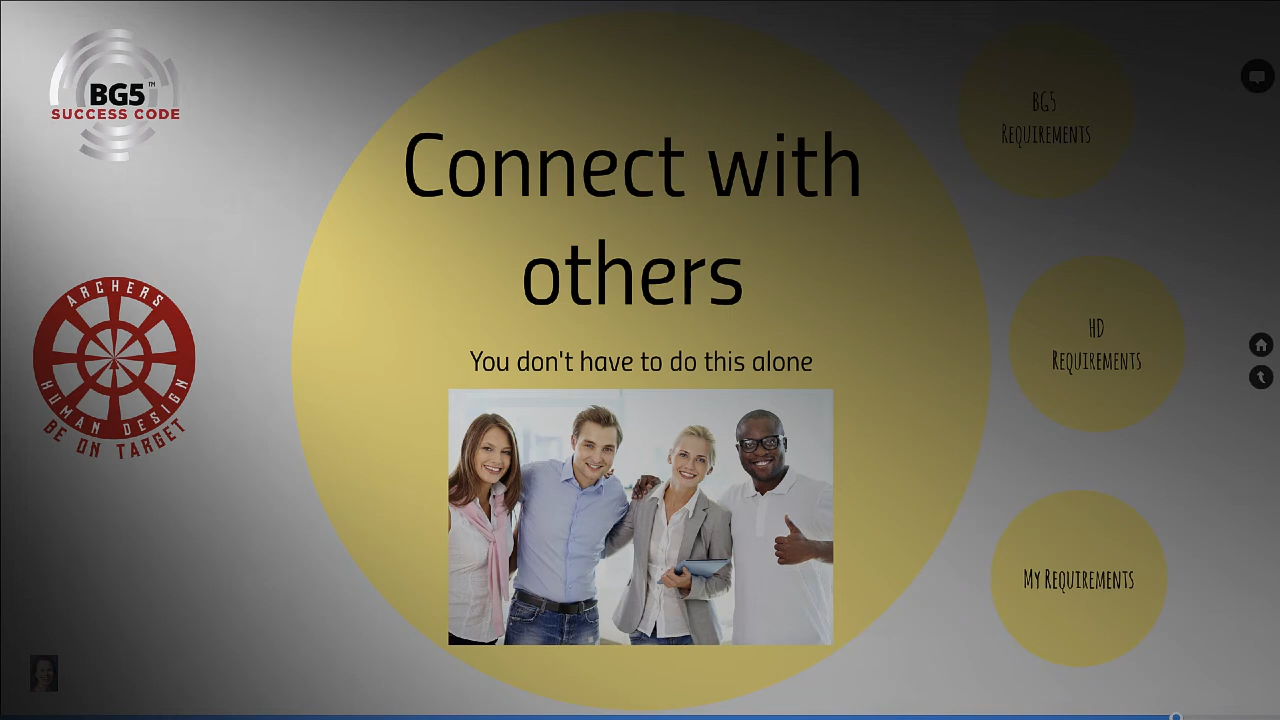 BG5™
SUCCESS CODE
ARCHERS
HUMAN DESIGN
BE ON TARGET
Connect with
others
You don't have to do this alone
BG5
REQUIREMENTS
HD
REQUIREMENTS
MY REQUIREMENTS